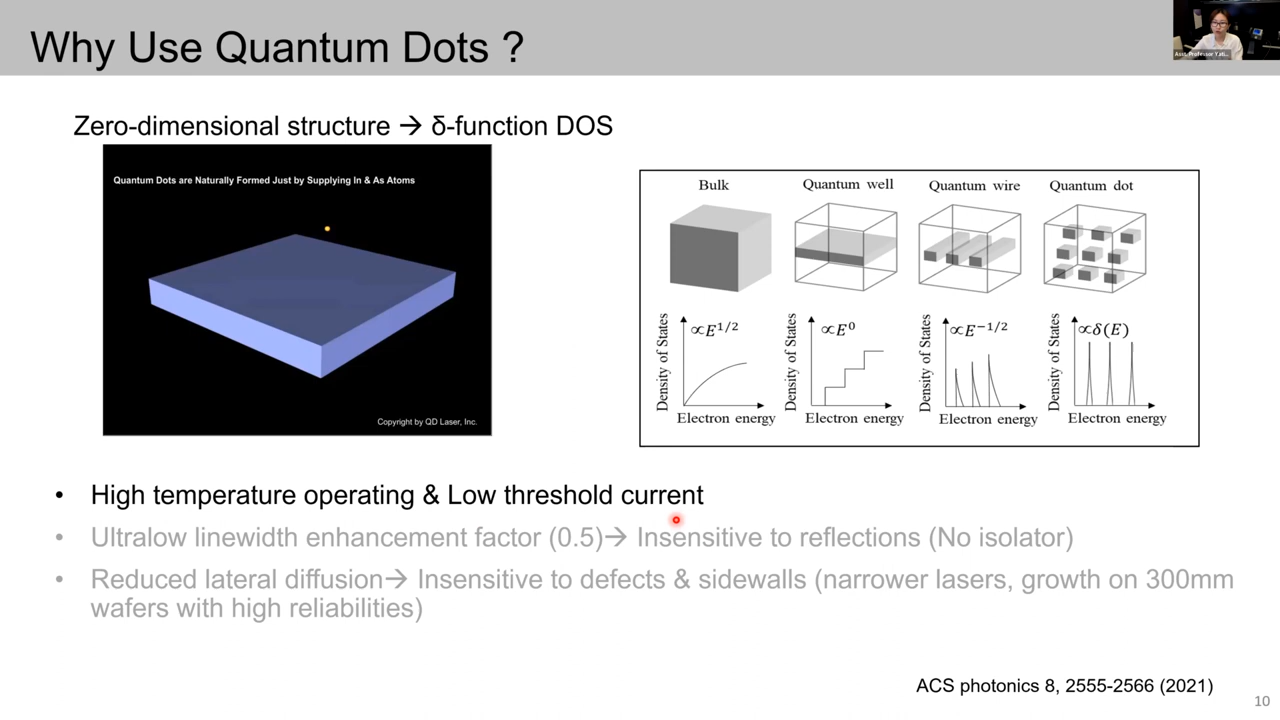 Why Use Quantum Dots ?
Asst. Professor Yati...
Zero-dimensional structure → δ-function DOS
Quantum Dots are Naturally Formed Just by Supplying In & As Atoms
Copyright by QD Laser, Inc.
Bulk Quantum well Quantum wire Quantum dot
∝E^1/2 ∝E^0 ∝E^-1/2 ∝δ(E)
Density of States Density of States Density of States Density of States
Electron energy Electron energy Electron energy Electron energy
• High temperature operating & Low threshold current
• Ultralow linewidth enhancement factor (0.5)→ Insensitive to reflections (No isolator)
• Reduced lateral diffusion→ Insensitive to defects & sidewalls (narrower lasers, growth on 300mm
wafers with high reliabilities)
ACS photonics 8, 2555-2566 (2021)
10